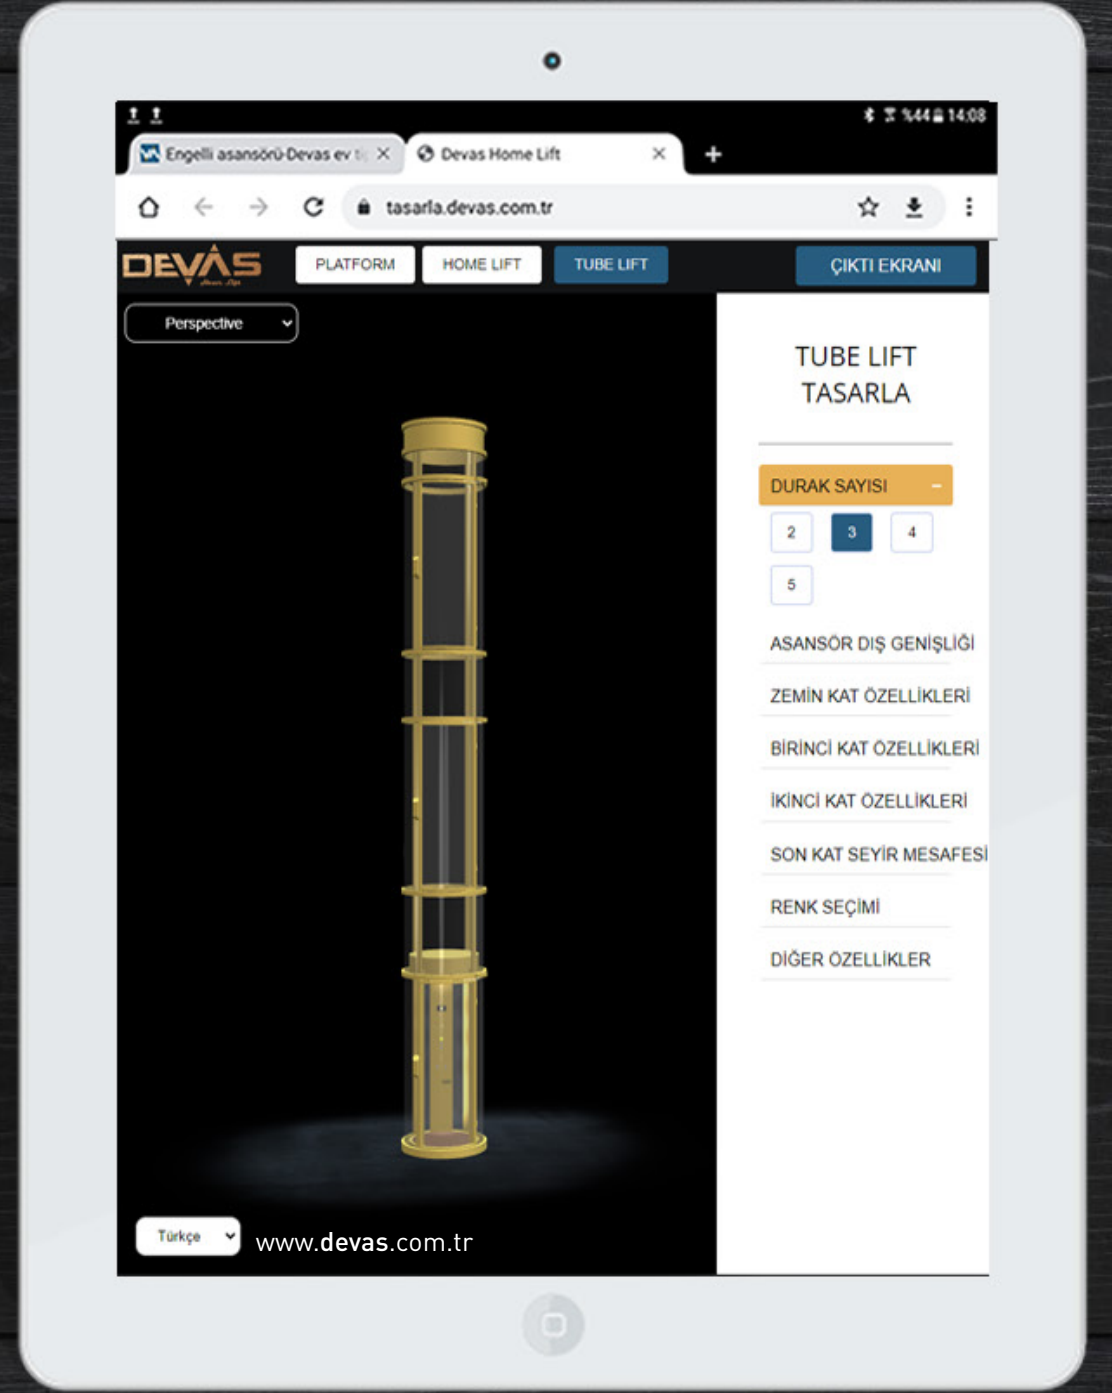 %44 14:08
Engelli asansörü-Devas ev ti
Devas Home Lift
tasarla.devas.com.tr
DEVAS
Home Lift
PLATFORM
HOME LIFT
TUBE LIFT
ÇIKTI EKRANI
Perspective
TUBE LIFT
TASARLA
DURAK SAYISI
2 3 4
5
ASANSÖR DIŞ GENİŞLİĞİ
ZEMİN KAT ÖZELLİKLERİ
BİRİNCİ KAT ÖZELLİKLERİ
İKİNCİ KAT ÖZELLİKLERİ
SON KAT SEYİR MESAFESİ
RENK SEÇİMİ
DİĞER ÖZELLİKLER
Türkçe
www.devas.com.tr